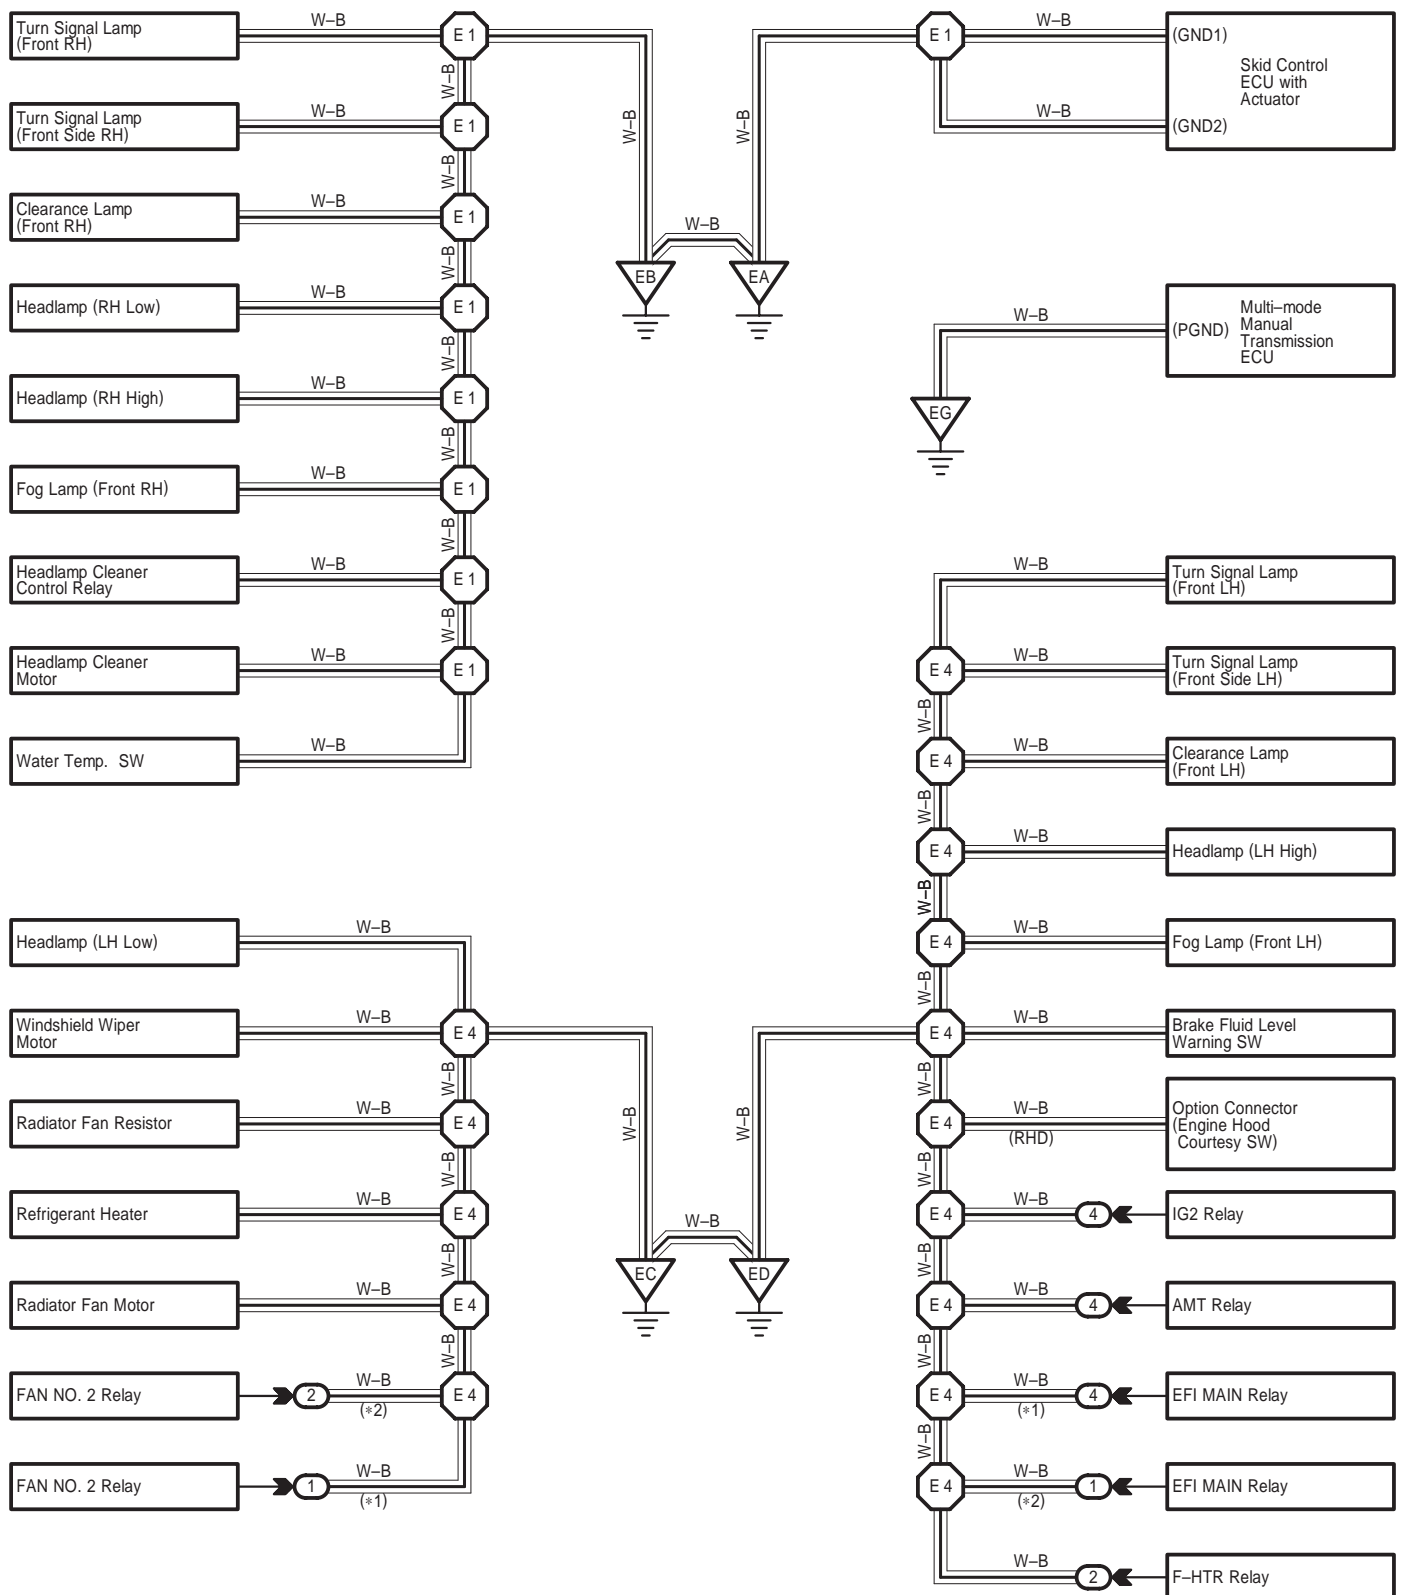 Turn Signal Lamp
(Front RH)
W–B
E 1
W–B
Turn Signal Lamp
(Front Side RH)
W–B
E 1
W–B
Clearance Lamp
(Front RH)
W–B
E 1
W–B
Headlamp (RH Low)
W–B
E 1
W–B
Headlamp (RH High)
W–B
E 1
W–B
Fog Lamp (Front RH)
W–B
E 1
W–B
Headlamp Cleaner
Control Relay
W–B
E 1
W–B
Headlamp Cleaner
Motor
W–B
E 1
Water Temp. SW
W–B
W–B
W–B
W–B
EB
EA
E 1
W–B
W–B
(GND1)
(GND2)
Skid Control
ECU with
Actuator
W–B
EG
(PGND)
Multi–mode
Manual
Transmission
ECU
Headlamp (LH Low)
W–B
Windshield Wiper
Motor
W–B
E 4
W–B
Radiator Fan Resistor
W–B
E 4
W–B
Refrigerant Heater
W–B
E 4
W–B
Radiator Fan Motor
W–B
E 4
W–B
FAN NO. 2 Relay
2
W–B
(*2)
E 4
FAN NO. 2 Relay
1
W–B
(*1)
W–B
W–B
W–B
EC
ED
W–B
Turn Signal Lamp
(Front LH)
E 4
W–B
Turn Signal Lamp
(Front Side LH)
W–B
E 4
W–B
Clearance Lamp
(Front LH)
W–B
E 4
W–B
Headlamp (LH High)
W–B
E 4
W–B
Fog Lamp (Front LH)
W–B
E 4
W–B
Brake Fluid Level
Warning SW
W–B
E 4
W–B
(RHD)
Option Connector
(Engine Hood
Courtesy SW)
W–B
E 4
W–B
4
IG2 Relay
W–B
E 4
W–B
4
AMT Relay
W–B
E 4
W–B
(*1)
4
EFI MAIN Relay
W–B
E 4
W–B
(*2)
1
EFI MAIN Relay
W–B
2
F–HTR Relay